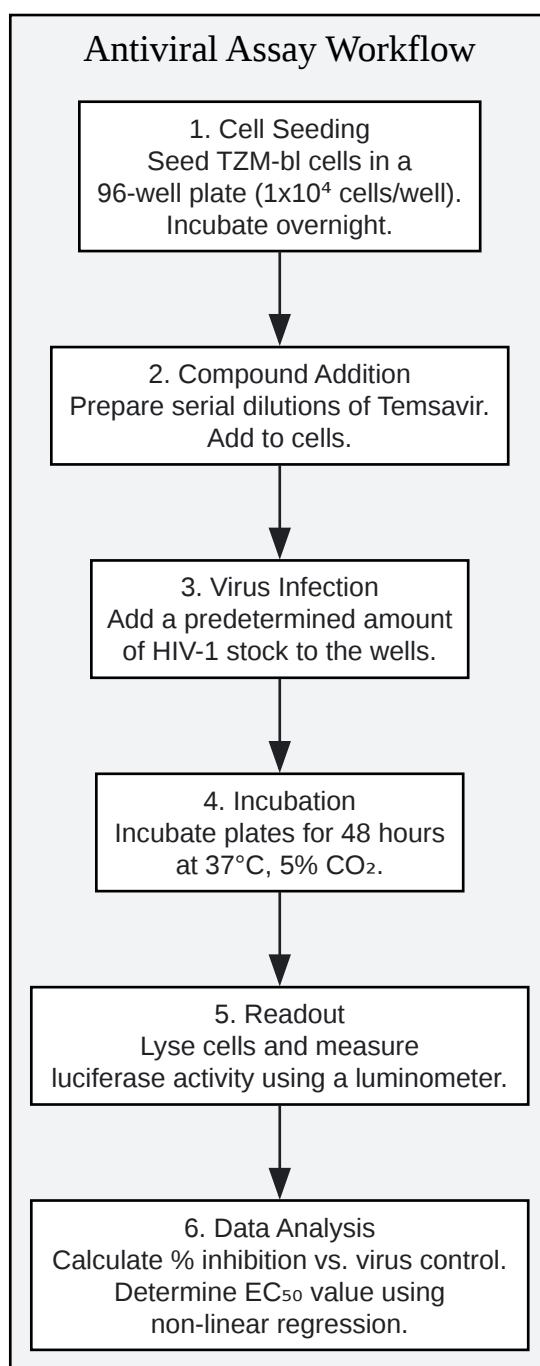 Antiviral Assay Workflow
1. Cell Seeding
Seed TZM-bl cells in a
96-well plate (1x10⁴ cells/well).
Incubate overnight.
2. Compound Addition
Prepare serial dilutions of Temsavir.
Add to cells.
3. Virus Infection
Add a predetermined amount
of HIV-1 stock to the wells.
4. Incubation
Incubate plates for 48 hours
at 37°C, 5% CO₂.
5. Readout
Lyse cells and measure
luciferase activity using a luminometer.
6. Data Analysis
Calculate % inhibition vs. virus control.
Determine EC₅₀ value using
non-linear regression.